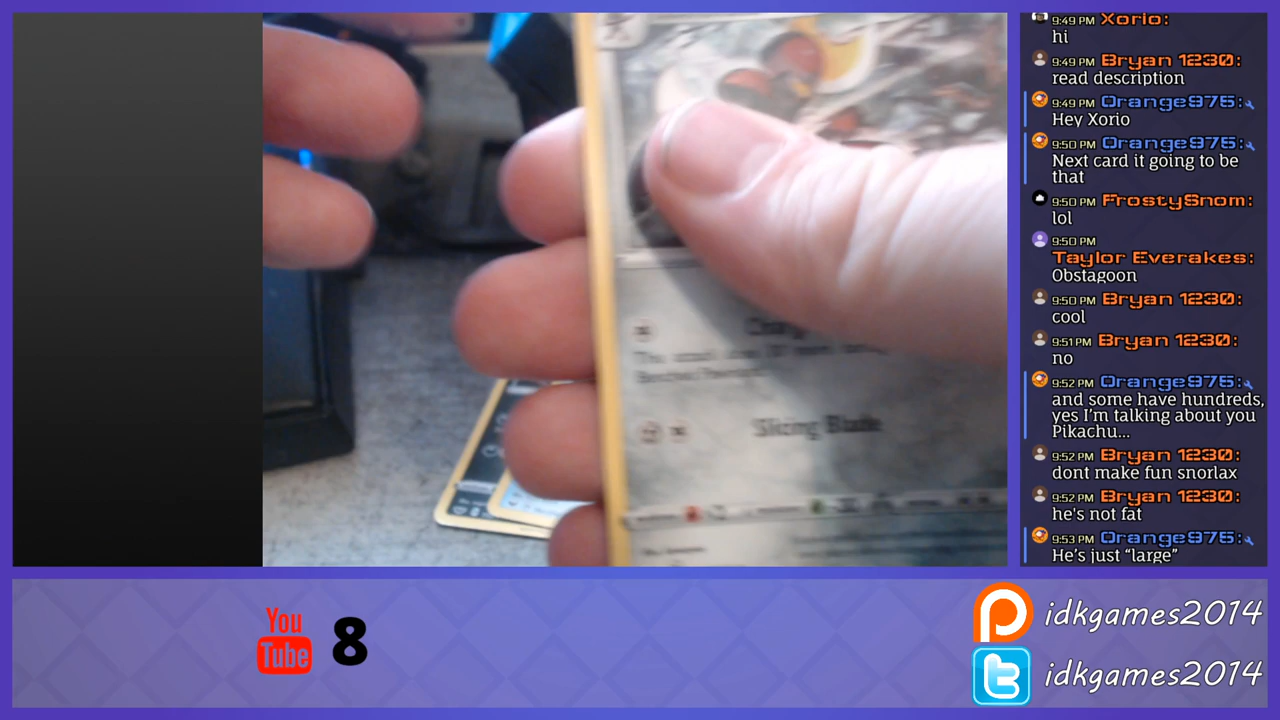 9:49 PM Xorio:
hi
9:49 PM Bryan 1230:
read description
9:49 PM Orange975:
Hey Xorio
9:50 PM Orange975:
Next card it going to be
that
9:50 PM FrostySnom:
lol
9:50 PM
Taylor Everakes:
Obstagoon
9:50 PM Bryan 1230:
cool
9:51 PM Bryan 1230:
no
9:52 PM Orange975:
and some have hundreds,
yes I'm talking about you
Pikachu...
9:52 PM Bryan 1230:
dont make fun snorlax
9:52 PM Bryan 1230:
he's not fat
9:53 PM Orange975:
He's just “large”
Slicing Blade
You
Tube
8
idkgames2014
idkgames2014